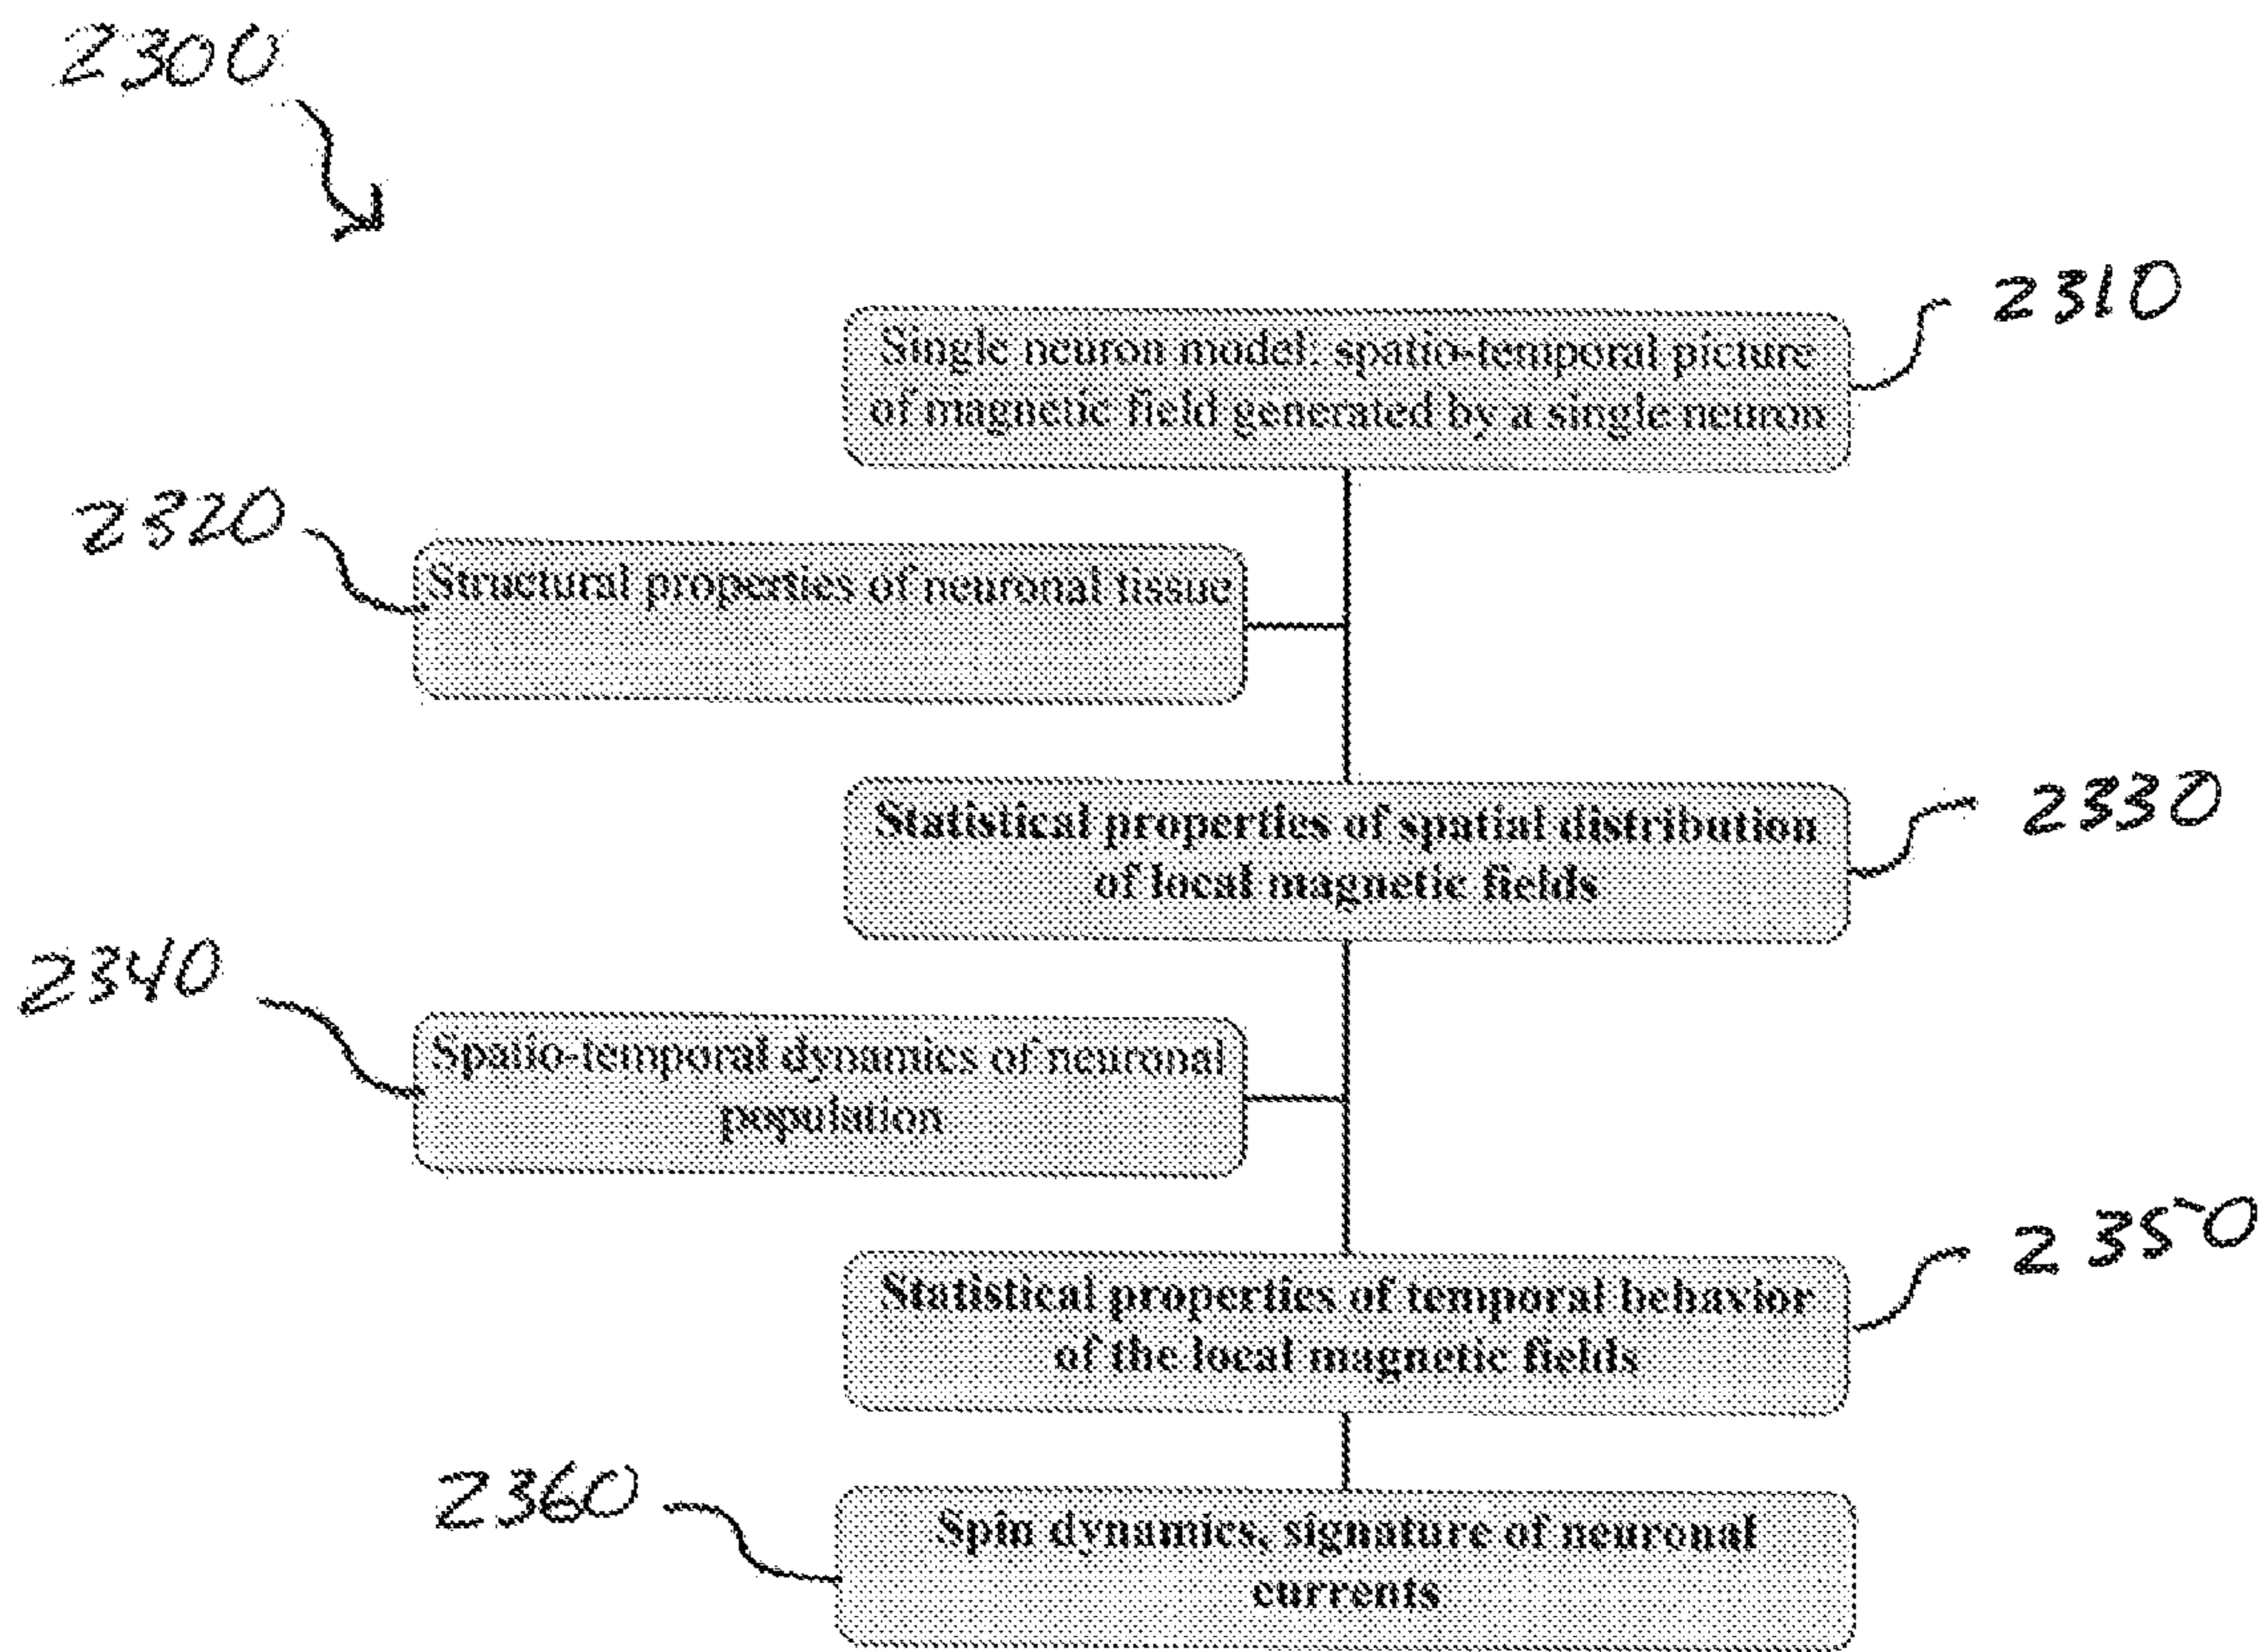 2300
2310
Single neuron model: spatio-temporal picture
of magnetic field generated by a single neuron
2320
Structural properties of neuronal tissue
2330
Statistical properties of spatial distribution
of local magnetic fields
2340
Spatio-temporal dynamics of neuronal
population
2350
Statistical properties of temporal behavior
of the local magnetic fields
2360
Spin dynamics, signature of neuronal
currents